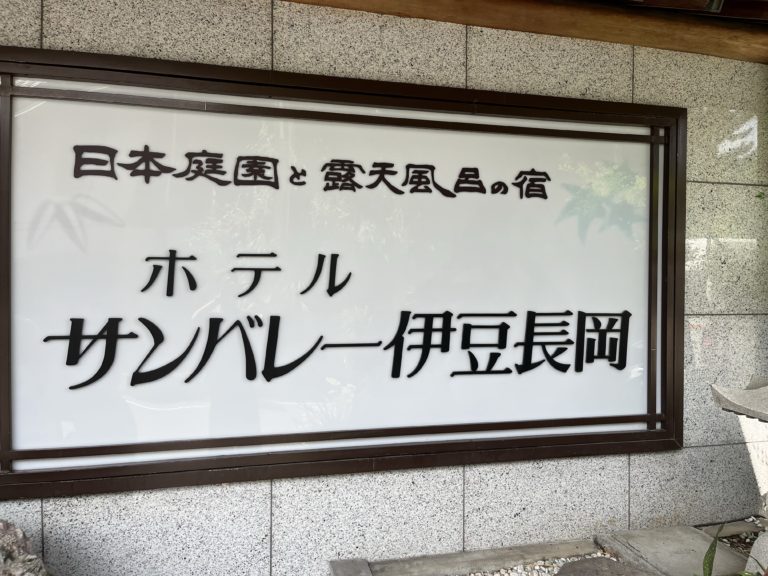 日本庭園と露天風呂の宿
ホテル
サンバレー伊豆長岡